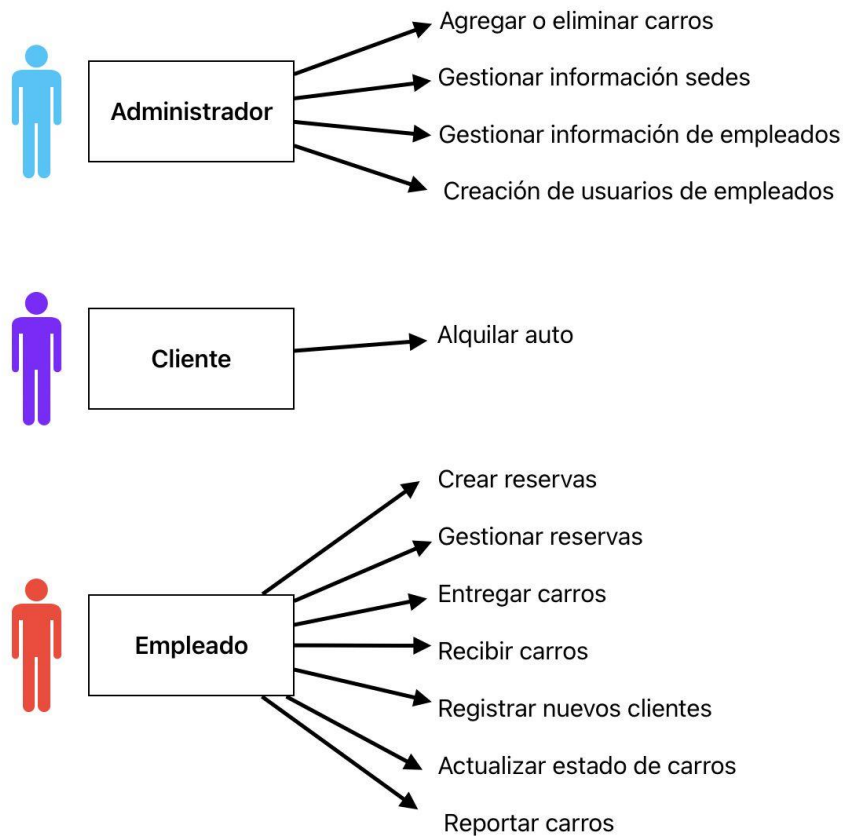 Administrador
Agregar o eliminar carros
Gestionar información sedes
Gestionar información de empleados
Creación de usuarios de empleados
Cliente
Alquilar auto
Empleado
Crear reservas
Gestionar reservas
Entregar carros
Recibir carros
Registrar nuevos clientes
Actualizar estado de carros
Reportar carros